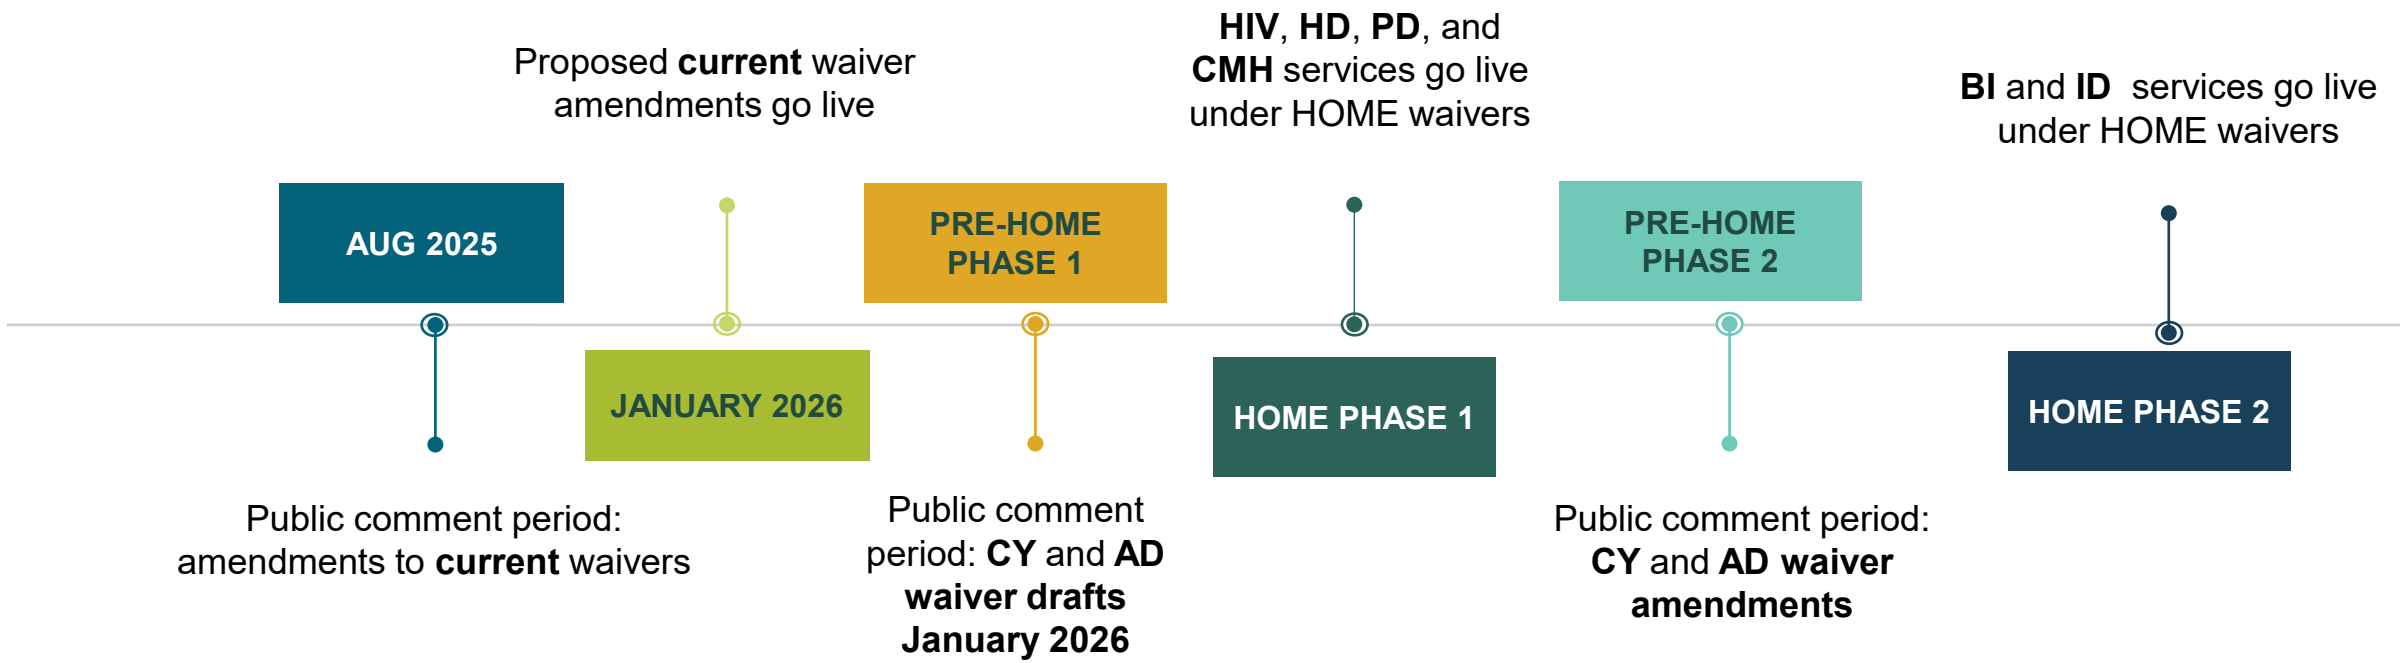 AUG 2025
Public comment period:
amendments to current waivers
Proposed current waiver
amendments go live
JANUARY 2026
PRE-HOME
PHASE 1
Public comment
period: CY and AD
waiver drafts
January 2026
HIV, HD, PD, and
CMH services go live
under HOME waivers
HOME PHASE 1
PRE-HOME
PHASE 2
Public comment period:
CY and AD waiver
amendments
BI and ID services go live
under HOME waivers
HOME PHASE 2